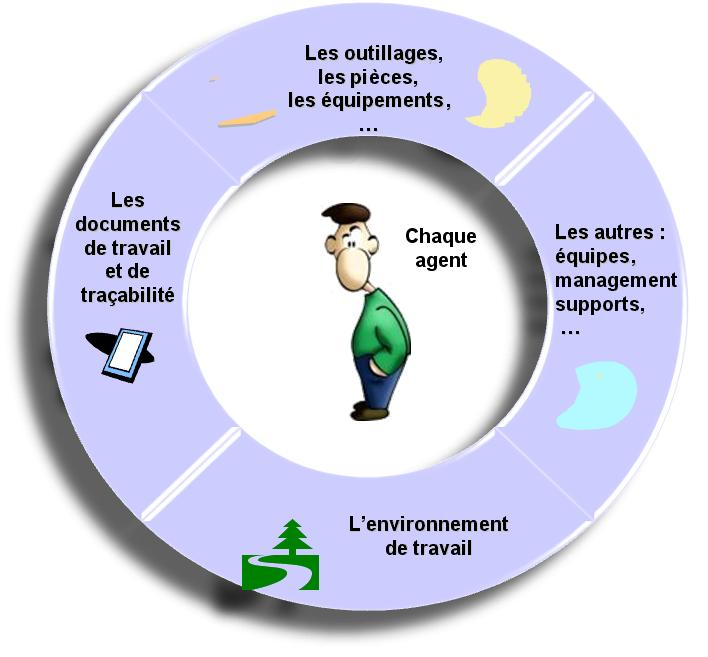 Les outillages,
les pièces,
les équipements,
...
Les
documents
de travail
et de
traçabilité
Chaque
agent
Les autres :
équipes,
management
supports,
...
L'environnement
de travail